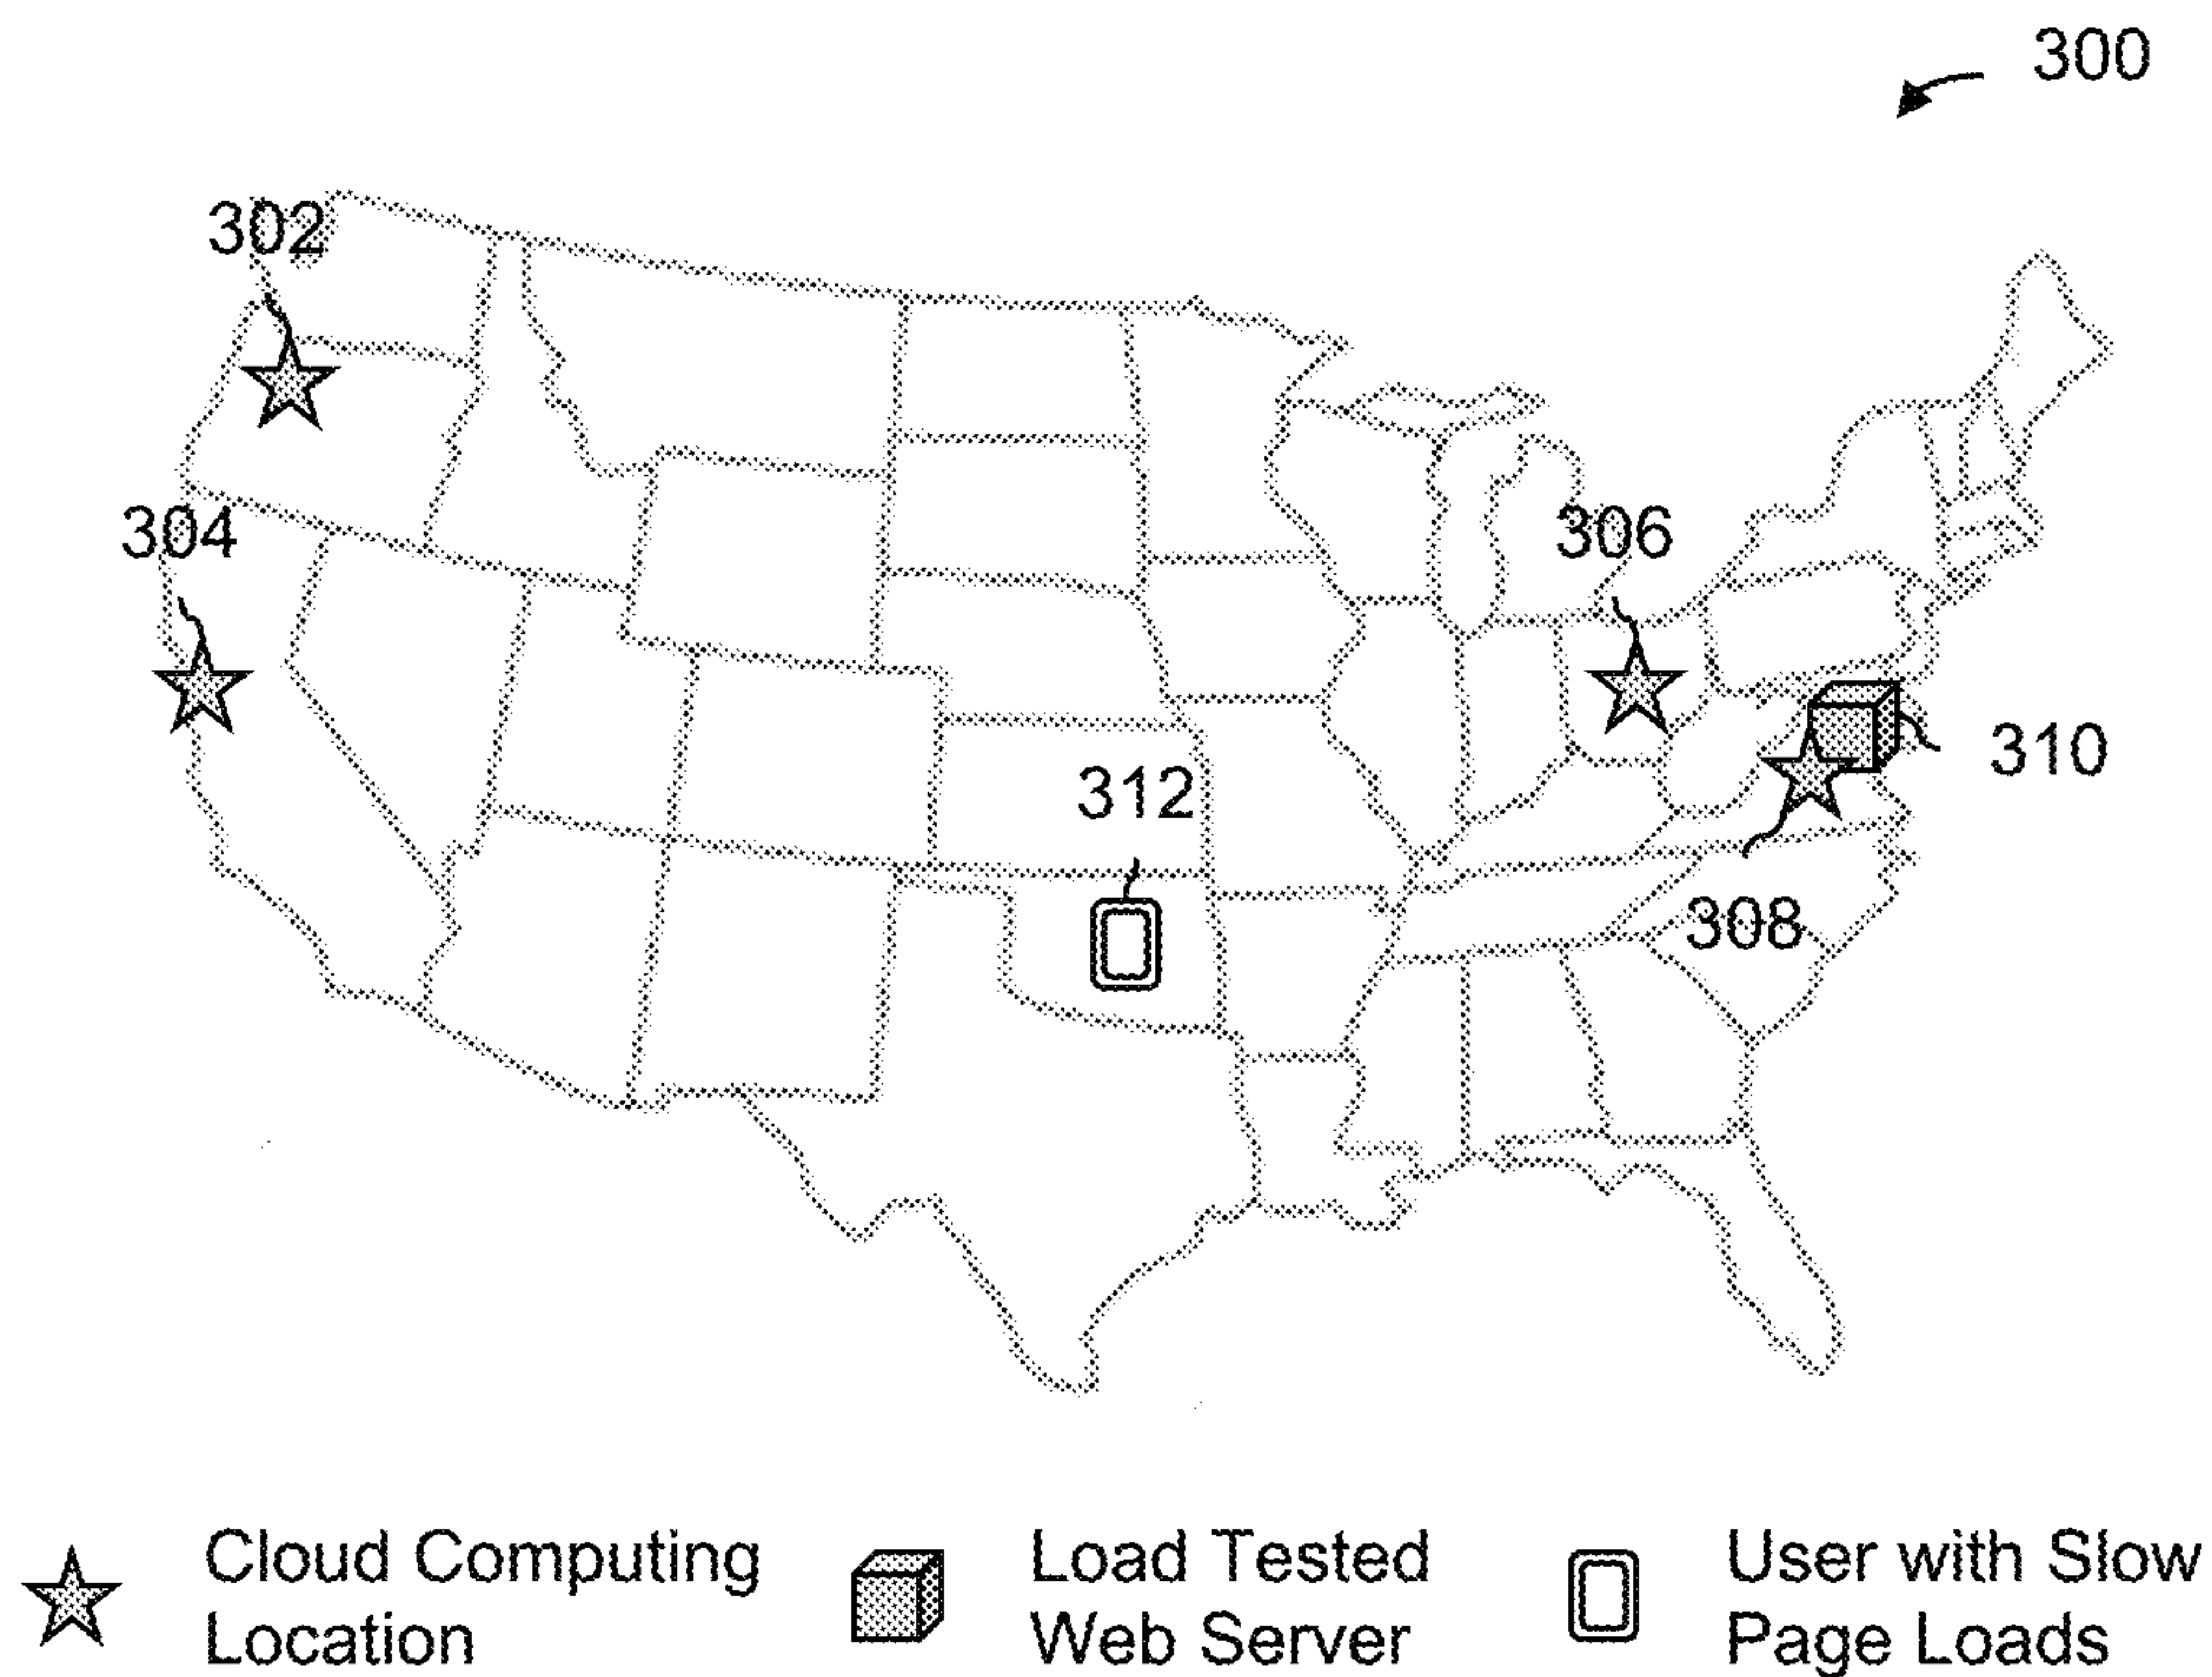 300
302
304
306
310
312
308
Cloud Computing
Location
Load Tested
Web Server
User with Slow
Page Loads